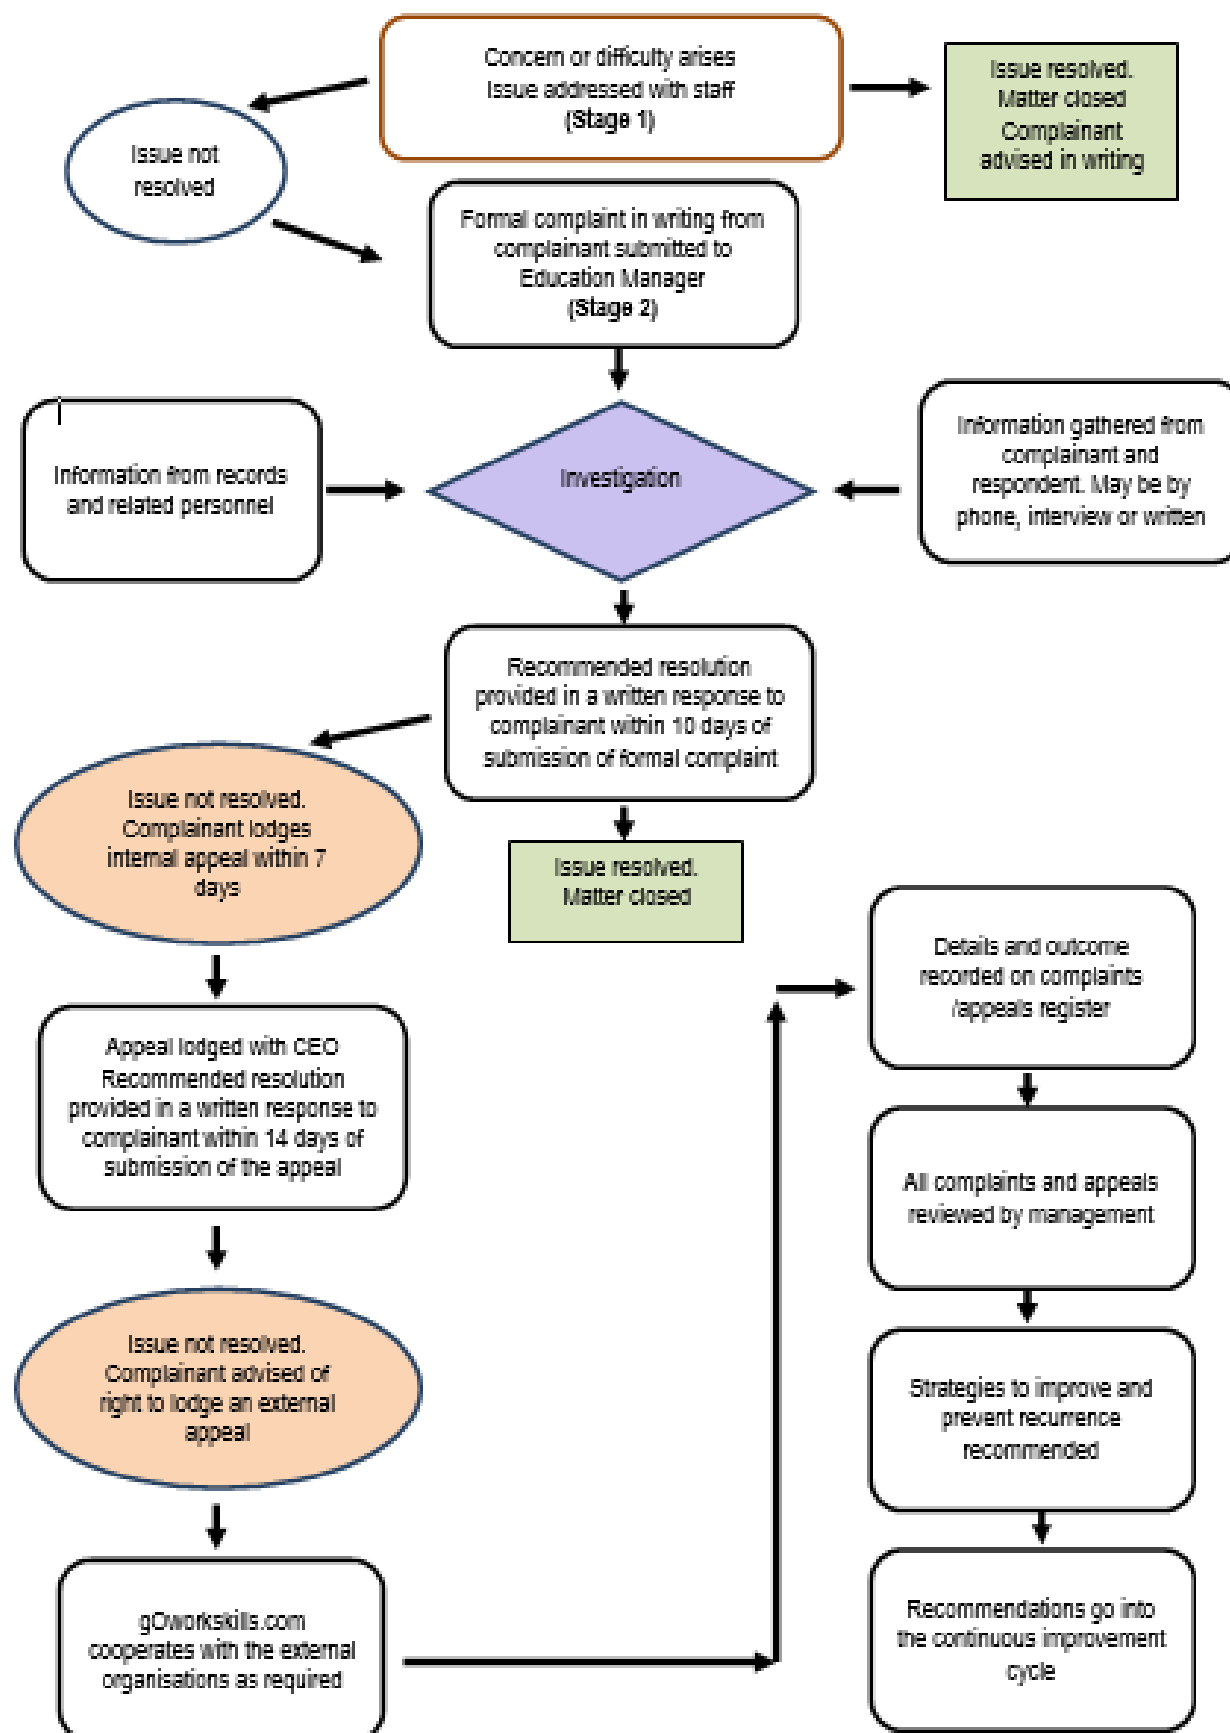 Concern or difficulty arises
Issue addressed with staff
(Stage 1)
Issue resolved.
Matter closed
Complainant
advised in writing
Issue not
resolved
Formal complaint in writing from
complainant submitted to
Education Manager
(Stage 2)
Information from records
and related personnel
Investigation
Information gathered from
complainant and
respondent. May be by
phone, interview or written
Recommended resolution
provided in a written response to
complainant within 10 days of
submission of formal complaint
Issue not resolved.
Complainant lodges
internal appeal within 7
days
Issue resolved.
Matter closed
Appeal lodged with CEO
Recommended resolution
provided in a written response to
complainant within 14 days of
submission of the appeal
Issue not resolved.
Complainant advised of
right to lodge an external
appeal
gOworkskills.com
cooperates with the external
organisations as required
Details and outcome
recorded on complaints
/appeals register
All complaints and appeals
reviewed by management
Strategies to improve and
prevent recurrence
recommended
Recommendations go into
the continuous improvement
cycle